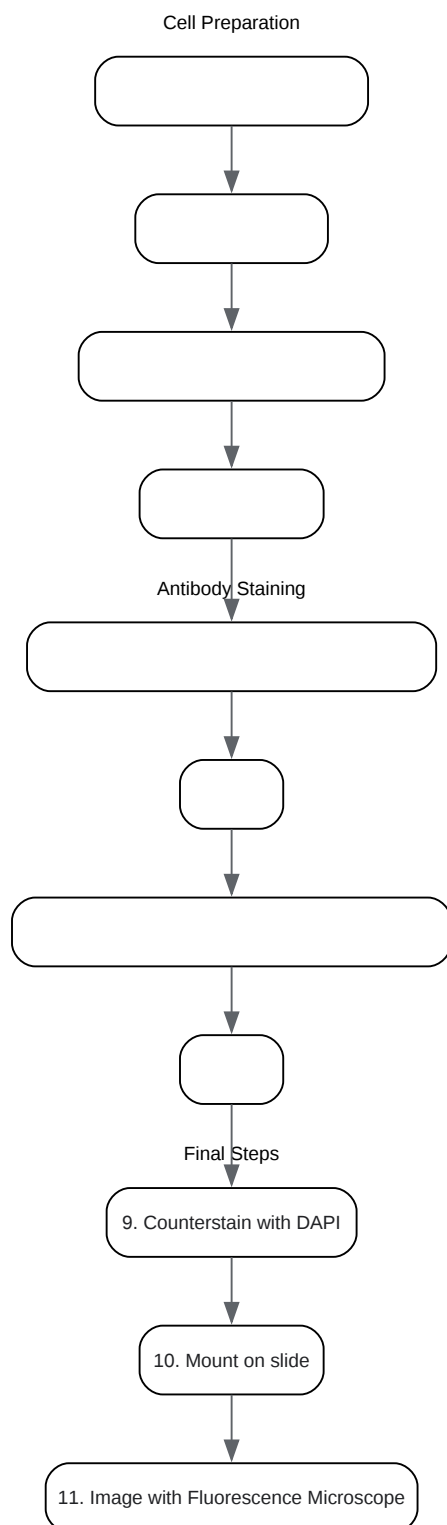 Cell Preparation
Antibody Staining
Final Steps
9. Counterstain with DAPI
10. Mount on slide
11. Image with Fluorescence Microscope